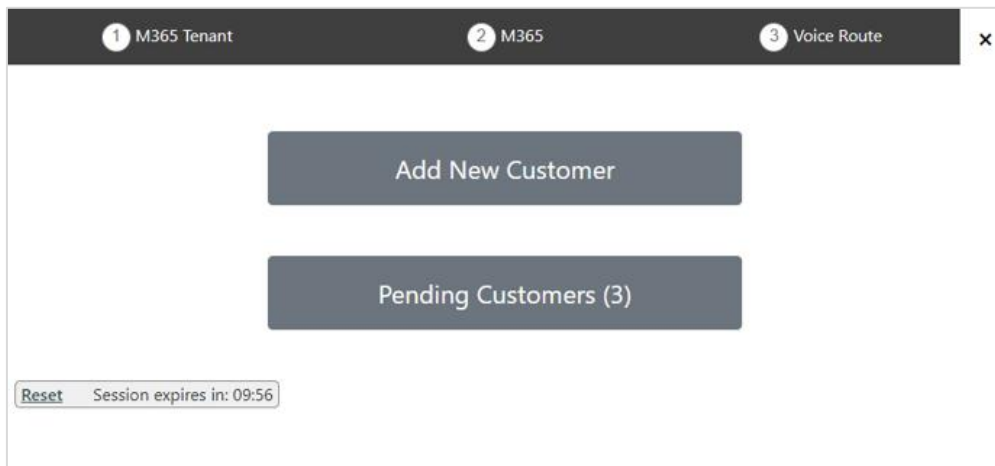 1 M365 Tenant 2 M365 3 Voice Route ×
Add New Customer
Pending Customers (3)
Reset Session expires in: 09:56